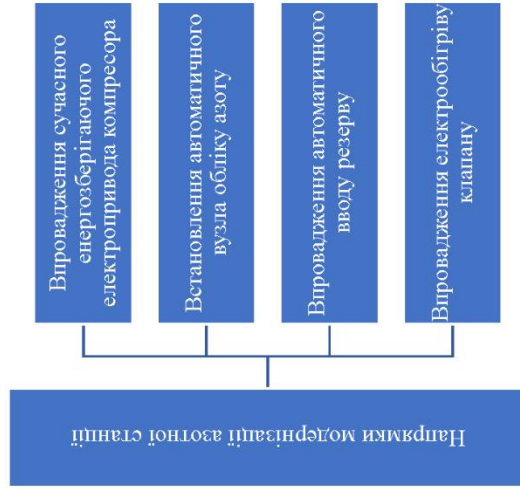 Напрямки модернізації азотної станції
Впровадження сучасного
енергозберігаючого
електропривода компресора
Встановлення автоматичного
вузла обліку азоту
Впровадження автоматичного
вводу резерву
Впровадження електрообігріву
клапану